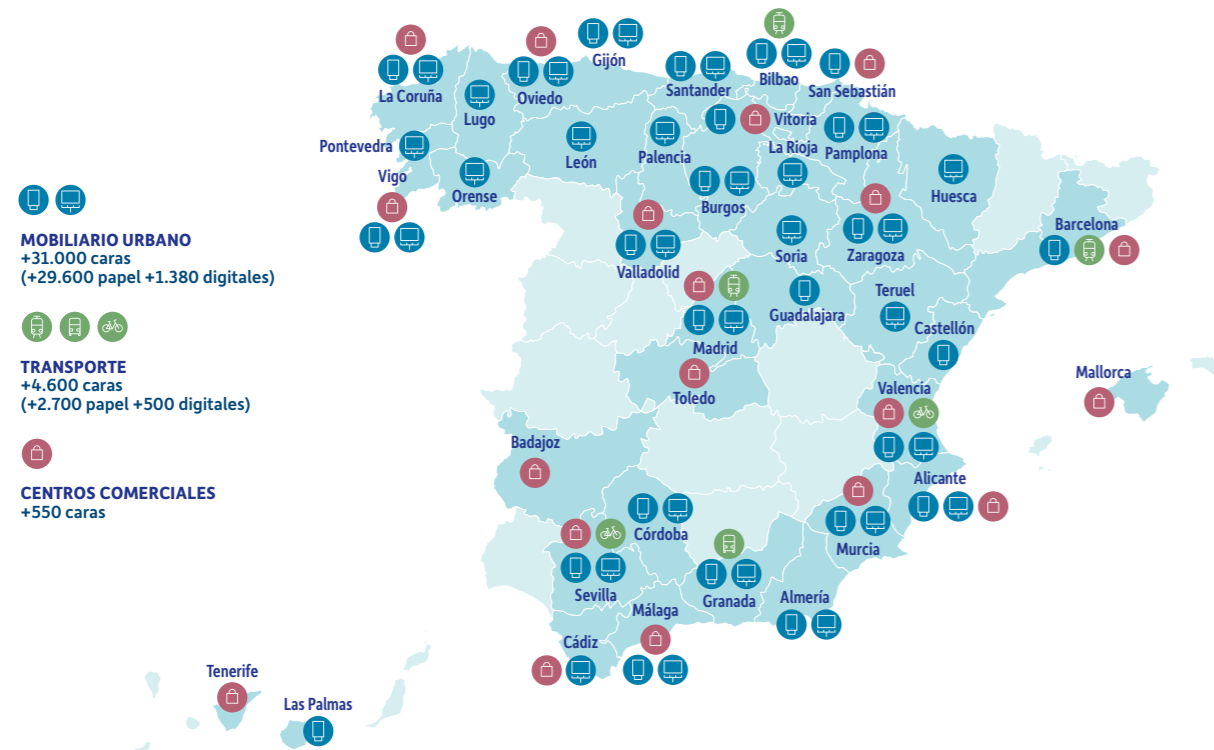 Gijón
La Coruña
Oviedo
Santander
Bilbao
San Sebastián
Lugo
Vitoria
Pontevedra
León
Palencia
La Rioja
Pamplona
Vigo
Orense
Burgos
Huesca
Barcelona
MOBILIARIO URBANO
+31.000 caras
(+29.600 papel +1.380 digitales)
Valladolid
Soria
Zaragoza
Guadalajara
Teruel
Castellón
Madrid
TRANSPORTE
+4.600 caras
(+2.700 papel +500 digitales)
Toledo
Valencia
Mallorca
Badajoz
CENTROS COMERCIALES
+550 caras
Alicante
Córdoba
Murcia
Sevilla
Granada
Almería
Málaga
Cádiz
Tenerife
Las Palmas